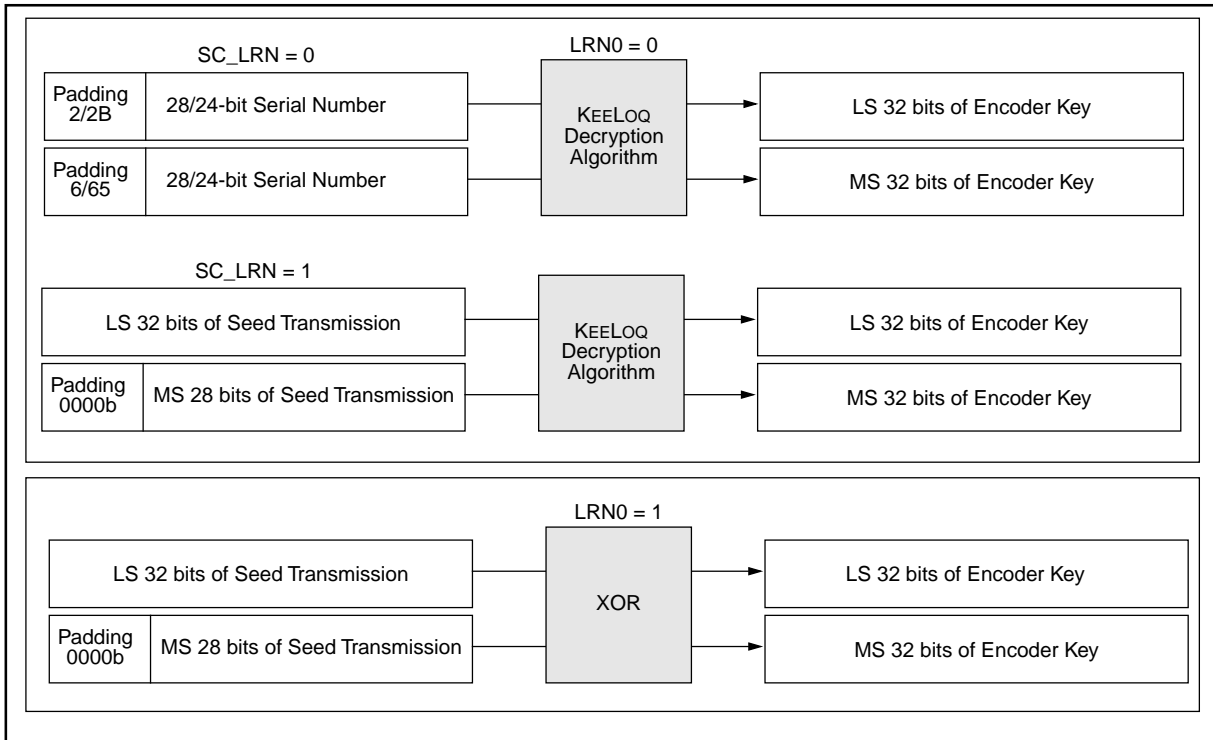 SC_LRN = 0
LRN0 = 0
Padding
2/2B
28/24-bit Serial Number
KEELOQ
Decryption
Algorithm
LS 32 bits of Encoder Key
Padding
6/65
28/24-bit Serial Number
MS 32 bits of Encoder Key
SC_LRN = 1
LS 32 bits of Seed Transmission
KEELOQ
Decryption
Algorithm
LS 32 bits of Encoder Key
Padding
0000b
MS 28 bits of Seed Transmission
MS 32 bits of Encoder Key
LRN0 = 1
LS 32 bits of Seed Transmission
XOR
LS 32 bits of Encoder Key
Padding
0000b
MS 28 bits of Seed Transmission
MS 32 bits of Encoder Key